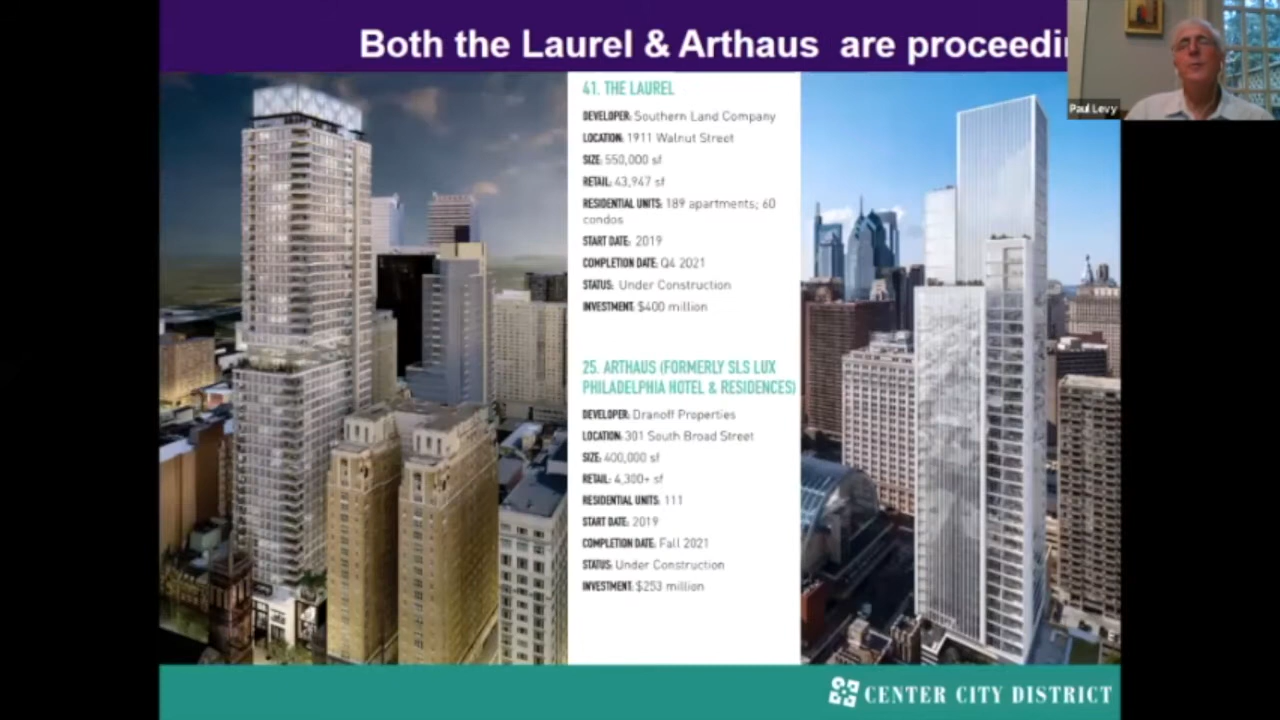 Both the Laurel & Arthaus are proceedi
Paul Levy
41. THE LAUREL
DEVELOPER: Southern Land Company
LOCATION: 1911 Walnut Street
SIZE: 550,000 sf
RETAIL: 43,947 sf
RESIDENTIAL UNITS: 189 apartments; 60
condos
START DATE: 2019
COMPLETION DATE: Q4 2021
STATUS: Under Construction
INVESTMENT: $400 million
25. ARTHAUS (FORMERLY SLS LUX
PHILADELPHIA HOTEL & RESIDENCES)
DEVELOPER: Dranoff Properties
LOCATION: 301 South Broad Street
SIZE: 400,000 sf
RETAIL: 4,300+ sf
RESIDENTIAL UNITS: 111
START DATE: 2019
COMPLETION DATE: Fall 2021
STATUS: Under Construction
INVESTMENT: $253 million
CENTER CITY DISTRICT